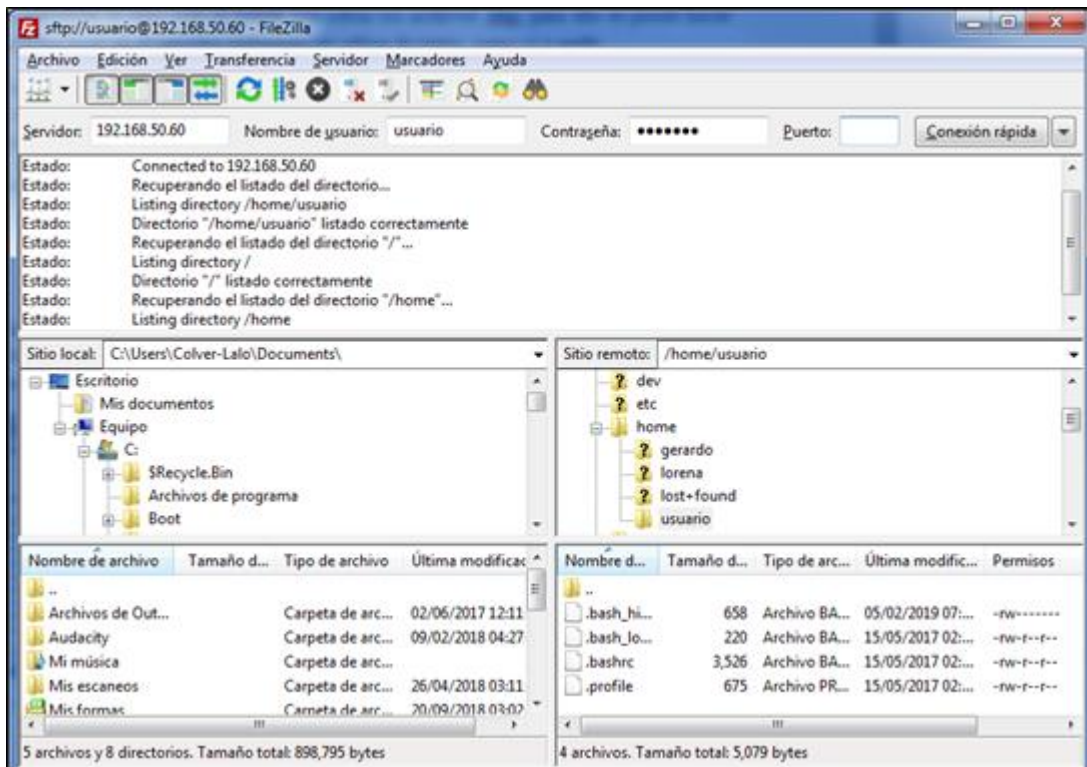 sftp://usuario@192.168.50.60 - FileZilla
Archivo Edición Ver Transferencia Servidor Marcadores Ayuda
Servidor: 192.168.50.60 Nombre de usuario: usuario Contraseña: ●●●●●●● Puerto: Conexión rápida
Estado: Connected to 192.168.50.60
Estado: Recuperando el listado del directorio...
Estado: Listing directory /home/usuario
Estado: Directorio "/home/usuario" listado correctamente
Estado: Recuperando el listado del directorio "/"...
Estado: Listing directory /
Estado: Directorio "/" listado correctamente
Estado: Recuperando el listado del directorio "/home"...
Estado: Listing directory /home
Sitio local: C:\Users\Colver-Lalo\Documents\
Escritorio
Mis documentos
Equipo
C:
$Recycle.Bin
Archivos de programa
Boot
Sitio remoto: /home/usuario
dev
etc
home
gerardo
lorena
lost+found
usuario
Nombre de archivo Tamaño d... Tipo de archivo Última modificac
..
Archivos de Out... Carpeta de arc... 02/06/2017 12:11
Audacity Carpeta de arc... 09/02/2018 04:27
Mi música Carpeta de arc...
Mis escaneos Carpeta de arc... 26/04/2018 03:11
Mis formas Carpeta de arc... 20/09/2018 03:02
5 archivos y 8 directorios. Tamaño total: 898,795 bytes
Nombre d... Tamaño d... Tipo de arc... Última modific... Permisos
..
.bash_hi... 658 Archivo BA... 05/02/2019 07:... -rw-------
.bash_lo... 220 Archivo BA... 15/05/2017 02:... -rw-r--r--
.bashrc 3,526 Archivo BA... 15/05/2017 02:... -rw-r--r--
.profile 675 Archivo PR... 15/05/2017 02:... -rw-r--r--
4 archivos. Tamaño total: 5,079 bytes